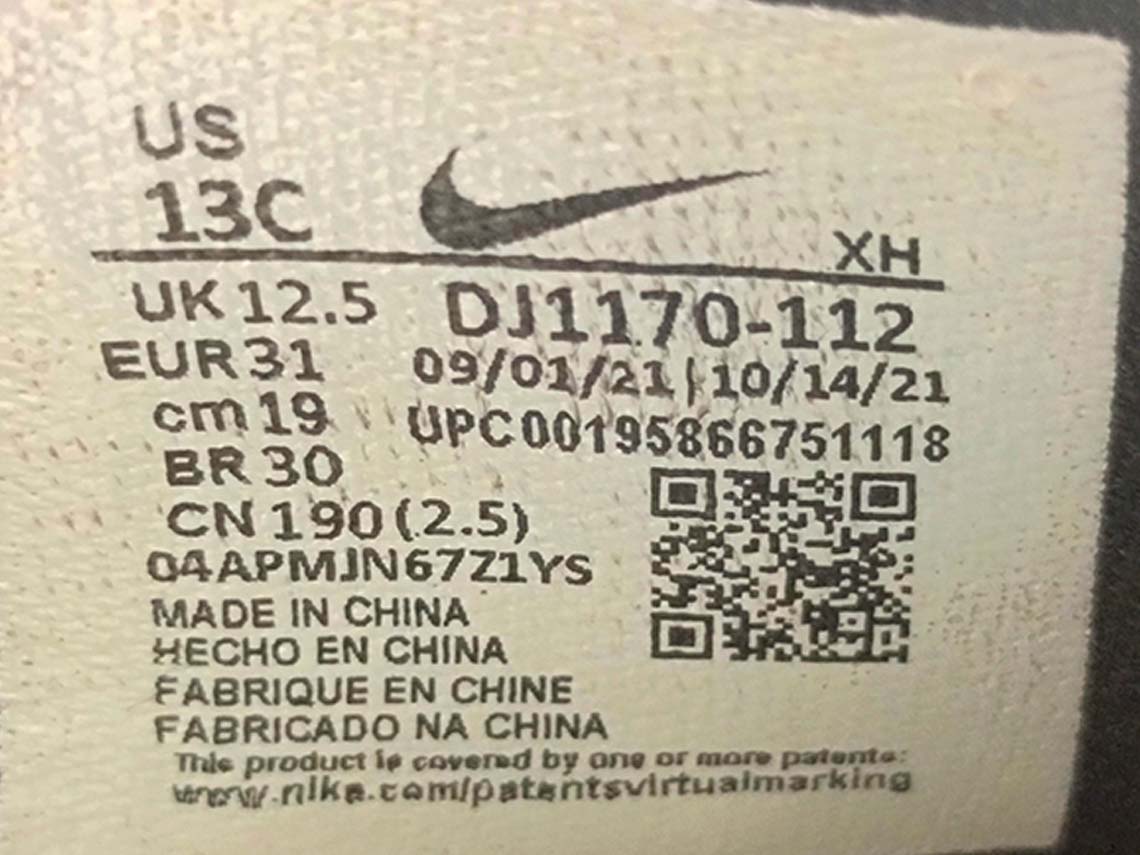 US
13C
XH
UK 12.5
DJ1170-112
EUR 31
09/01/21 | 10/14/21
cm 19
UPC00195866751118
BR 30
CN 190 (2.5)
04APMJN67Z1YS
MADE IN CHINA
HECHO EN CHINA
FABRIQUE EN CHINE
FABRICADO NA CHINA
This product is covered by one or more patents:
www.nike.com/patentsvirtualmarking